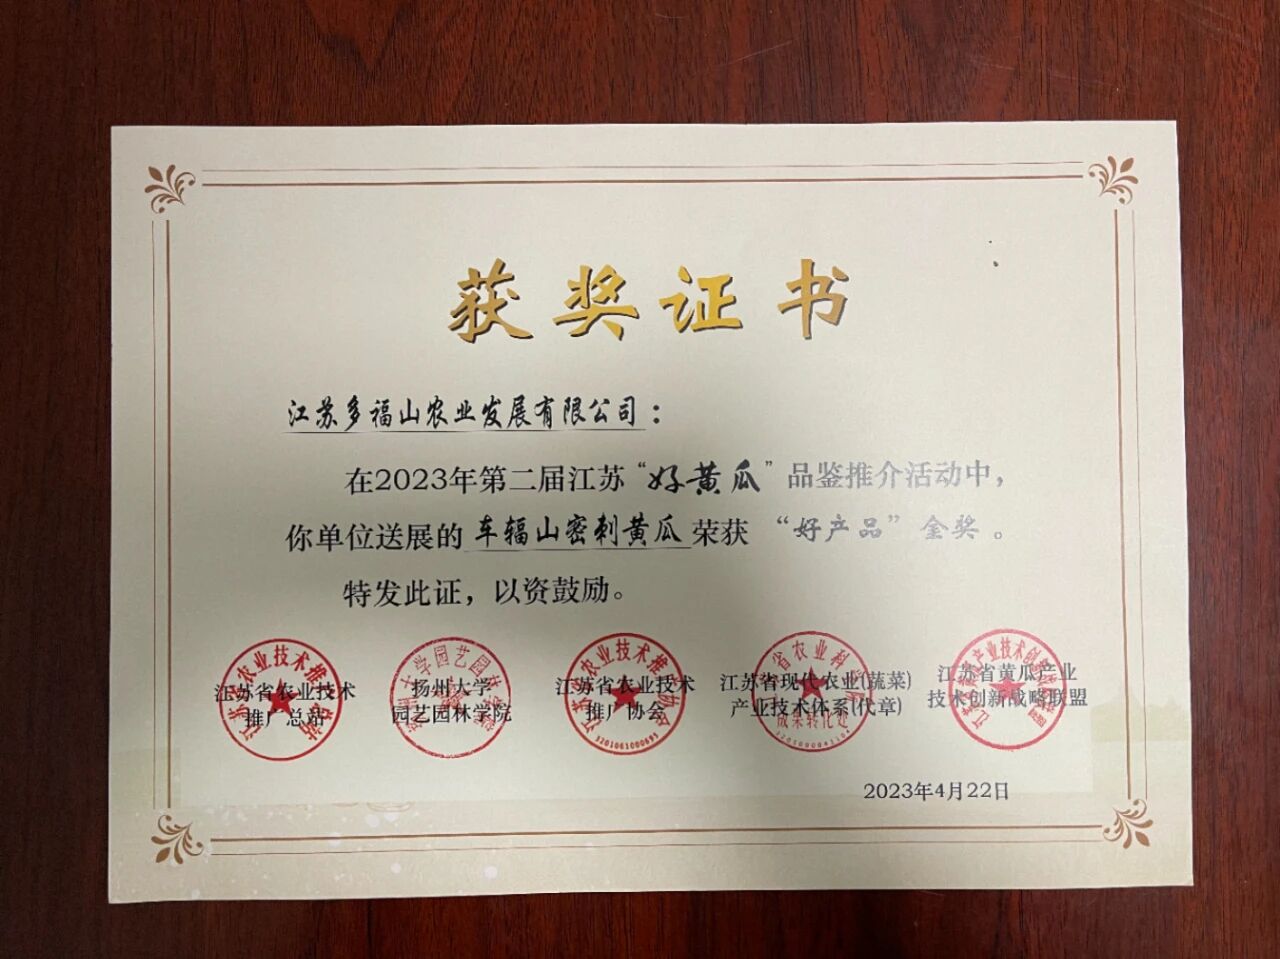 获奖证书
江苏多福山农业发展有限公司：
在2023年第二届江苏“好黄瓜”品鉴推介活动中，
你单位送展的 车辐山密刺黄瓜 荣获 “好产品” 金奖。
特发此证，以资鼓励。
江苏省农业技术
推广总站
扬州大学
园艺园林学院
江苏省农业技术
推广协会
江苏省现代农业(蔬菜)
产业技术体系(代章)
江苏省黄瓜产业
技术创新战略联盟
成果转化处
2023年4月22日